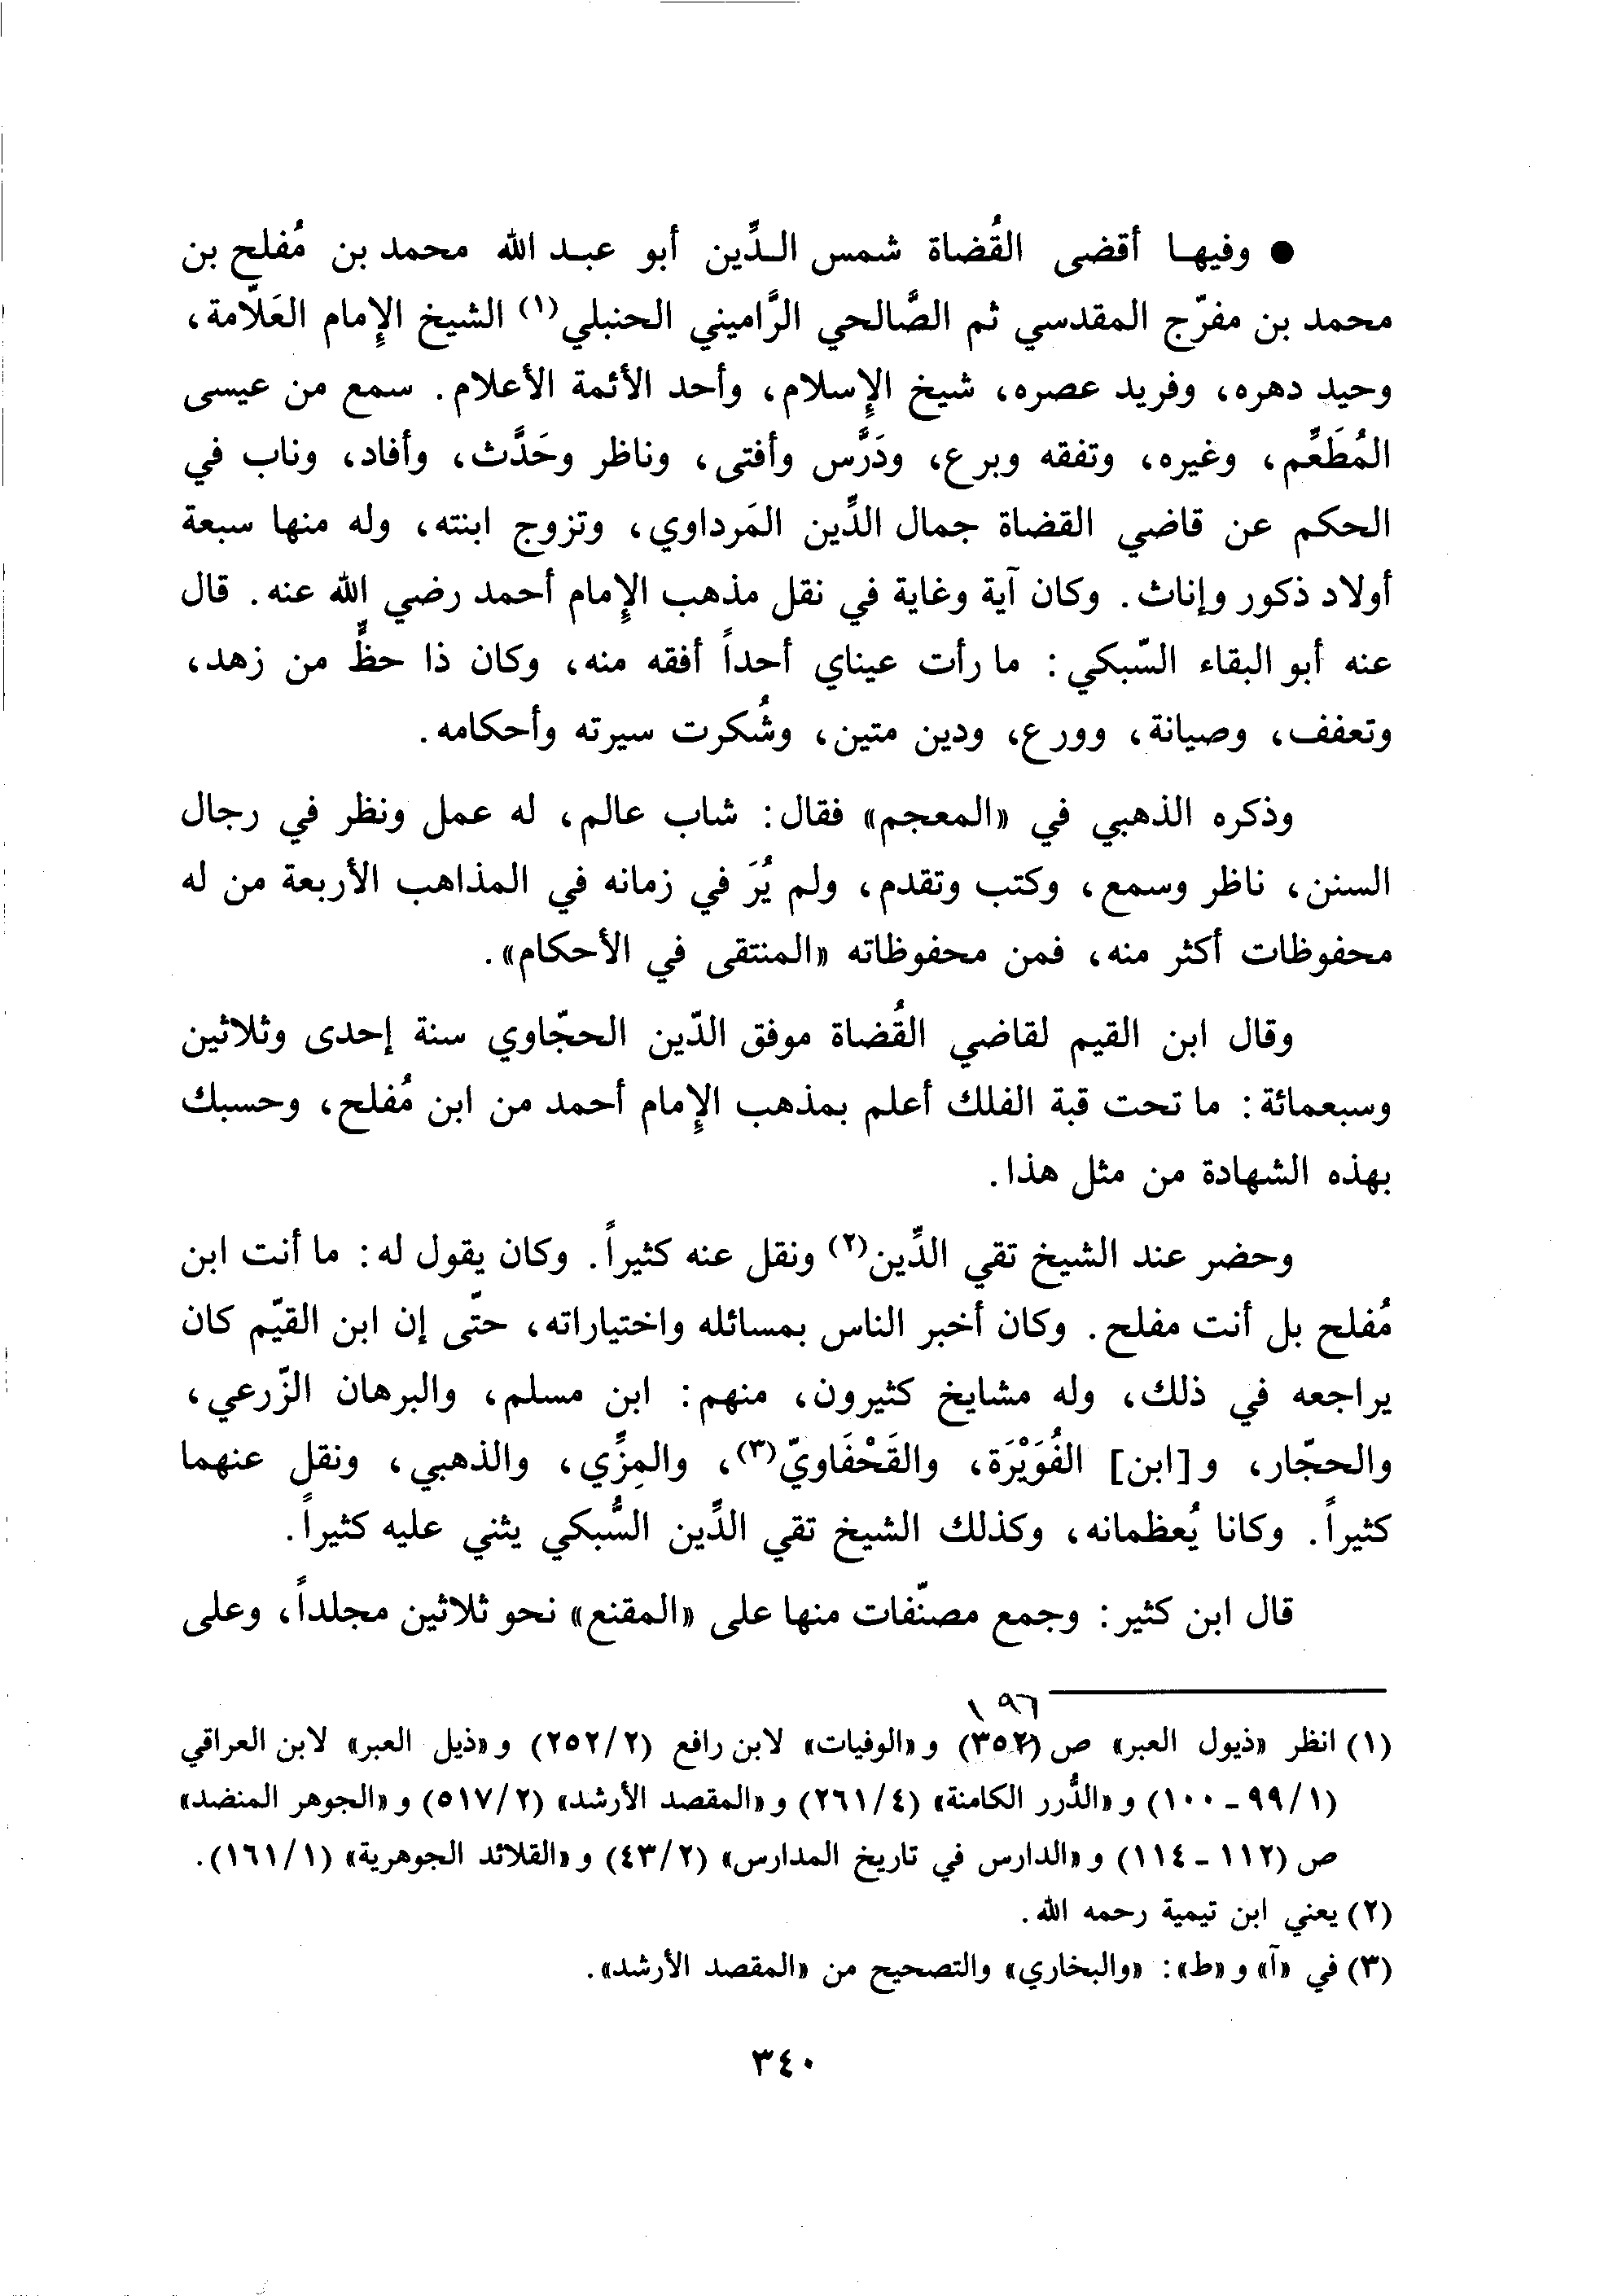 ● وفيهـا أقضى القُضاة شمس الـدِّين أبو عبـد الله محمد بن مُفلح بن
محمد بن مفرّج المقدسي ثم الصَّالحي الرَّاميني الحنبلي(١) الشيخ الإمام العَلّامة،
وحيد دهره، وفريد عصره، شيخ الإسلام، وأحد الأئمة الأعلام. سمع من عيسى
المُطَعِّم، وغيره، وتفقه وبرع، ودَرَّس وأفتى، وناظر وحَدَّث، وأفاد، وناب في
الحكم عن قاضي القضاة جمال الدِّين المَرداوي، وتزوج ابنته، وله منها سبعة
أولاد ذكور وإناث. وكان آية وغاية في نقل مذهب الإمام أحمد رضي الله عنه. قال
عنه أبو البقاء السّبكي: ما رأت عيناي أحداً أفقه منه، وكان ذا حظٍّ من زهد،
وتعفف، وصيانة، وورع، ودين متين، وشُكرت سيرته وأحكامه.
وذكره الذهبي في «المعجم» فقال: شاب عالم، له عمل ونظر في رجال
السنن، ناظر وسمع، وكتب وتقدم، ولم يُرَ في زمانه في المذاهب الأربعة من له
محفوظات أكثر منه، فمن محفوظاته «المنتقى في الأحكام».
وقال ابن القيم لقاضي القُضاة موفق الدّين الحجّاوي سنة إحدى وثلاثين
وسبعمائة: ما تحت قبة الفلك أعلم بمذهب الإمام أحمد من ابن مُفلح، وحسبك
بهذه الشهادة من مثل هذا.
وحضر عند الشيخ تقي الدِّين(٢) ونقل عنه كثيراً. وكان يقول له: ما أنت ابن
مُفلح بل أنت مفلح. وكان أخبر الناس بمسائله واختياراته، حتّى إن ابن القيّم كان
يراجعه في ذلك، وله مشايخ كثيرون، منهم: ابن مسلم، والبرهان الزّرعي،
والحجّار، و[ابن] الفُوَيْرَة، والقَحْفَاويّ(٣)، والمِزِّي، والذهبي، ونقل عنهما
كثيراً. وكانا يُعظمانه، وكذلك الشيخ تقي الدِّين السُّبكي يثني عليه كثيراً.
قال ابن كثير: وجمع مصنّفات منها على «المقنع» نحو ثلاثين مجلداً، وعلى
١٩٦
(١) انظر «ذيول العبر» ص (٣٥٢) و«الوفيات» لابن رافع (٢٥٢/٢) و«ذيل العبر» لابن العراقي
(٩٩/١ - ١٠٠) و«الدُّرر الكامنة» (٢٦١/٤) و«المقصد الأرشد» (٥١٧/٢) و«الجوهر المنضد»
ص (١١٢ - ١١٤) و«الدارس في تاريخ المدارس» (٤٣/٢) و«القلائد الجوهرية» (١٦١/١).
(٢) يعني ابن تيمية رحمه الله.
(٣) في «آ» و«ط»: «والبخاري» والتصحيح من «المقصد الأرشد».
٣٤٠